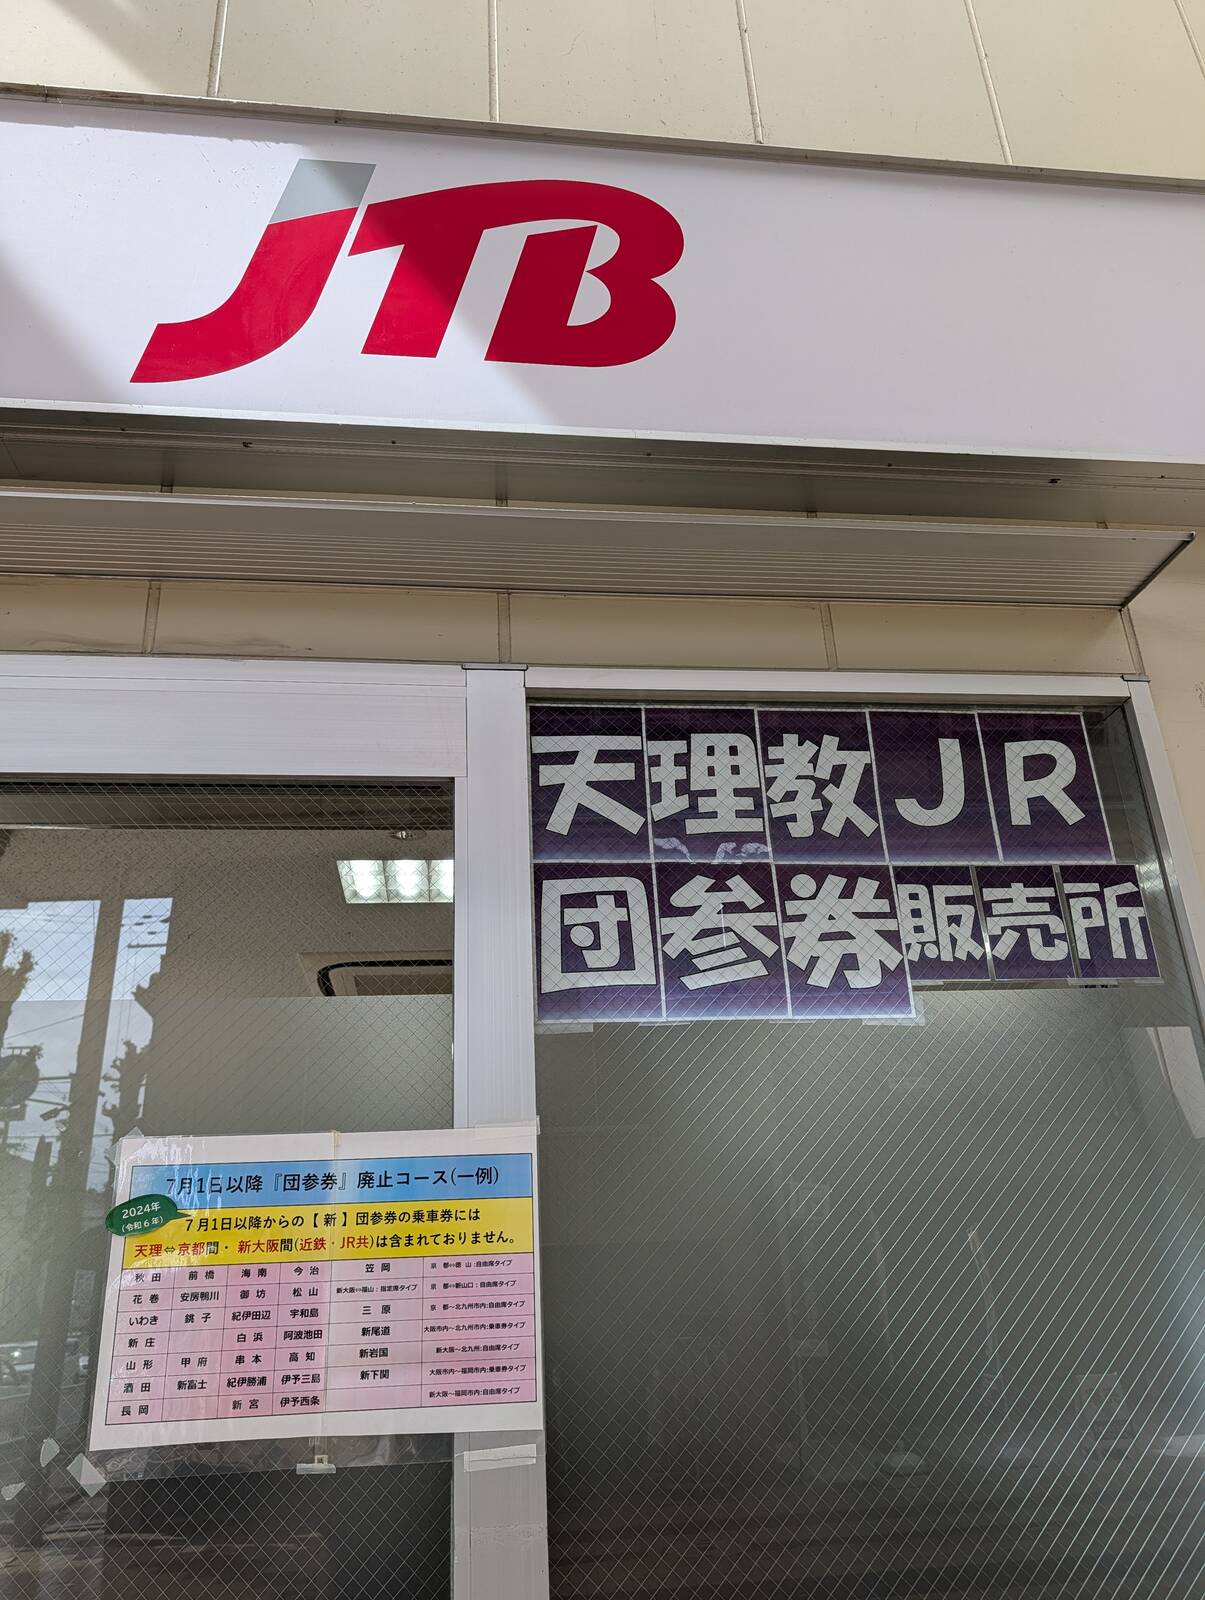 JTB
天理教JR
団参券販売所
7月1日以降『団参券』廃止コース(一例)
2024年
(令和6年)
7月1日以降からの【新】団参券の乗車券には
天理⇔京都間・新大阪間(近鉄・JR共)は含まれておりません。
秋田 前橋 海南 今治 笠岡 京都⇔徳山:自由席タイプ
花巻 安房鴨川 御坊 松山 新大阪⇔福山:指定席タイプ 京都⇔新山口:自由席タイプ
いわき 銚子 紀伊田辺 宇和島 三原 京都～北九州市内:自由席タイプ
新庄 白浜 阿波池田 新尾道 大阪市内～北九州市内:乗車券タイプ
山形 甲府 串本 高知 新岩国 新大阪～北九州:自由席タイプ
酒田 新富士 紀伊勝浦 伊予三島 新下関 大阪市内～福岡市内:乗車券タイプ
長岡 新宮 伊予西条 新大阪～福岡市内:自由席タイプ